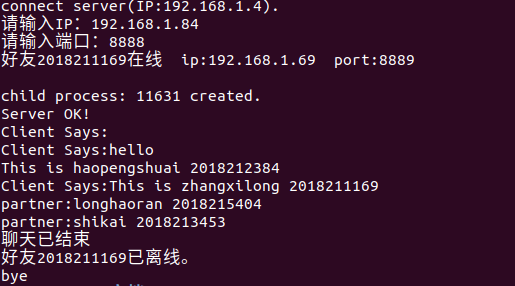 connect server(IP:192.168.1.4).
请输入IP: 192.168.1.84
请输入端口: 8888
好友2018211169在线  ip:192.168.1.69  port:8889
child process: 11631 created.
Server OK!
Client Says:
Client Says:hello
This is haopengshuai 2018212384
Client Says:This is zhangxilong 2018211169
partner:longhaoran 2018215404
partner:shikai 2018213453
聊天已结束
好友2018211169已离线。
bye